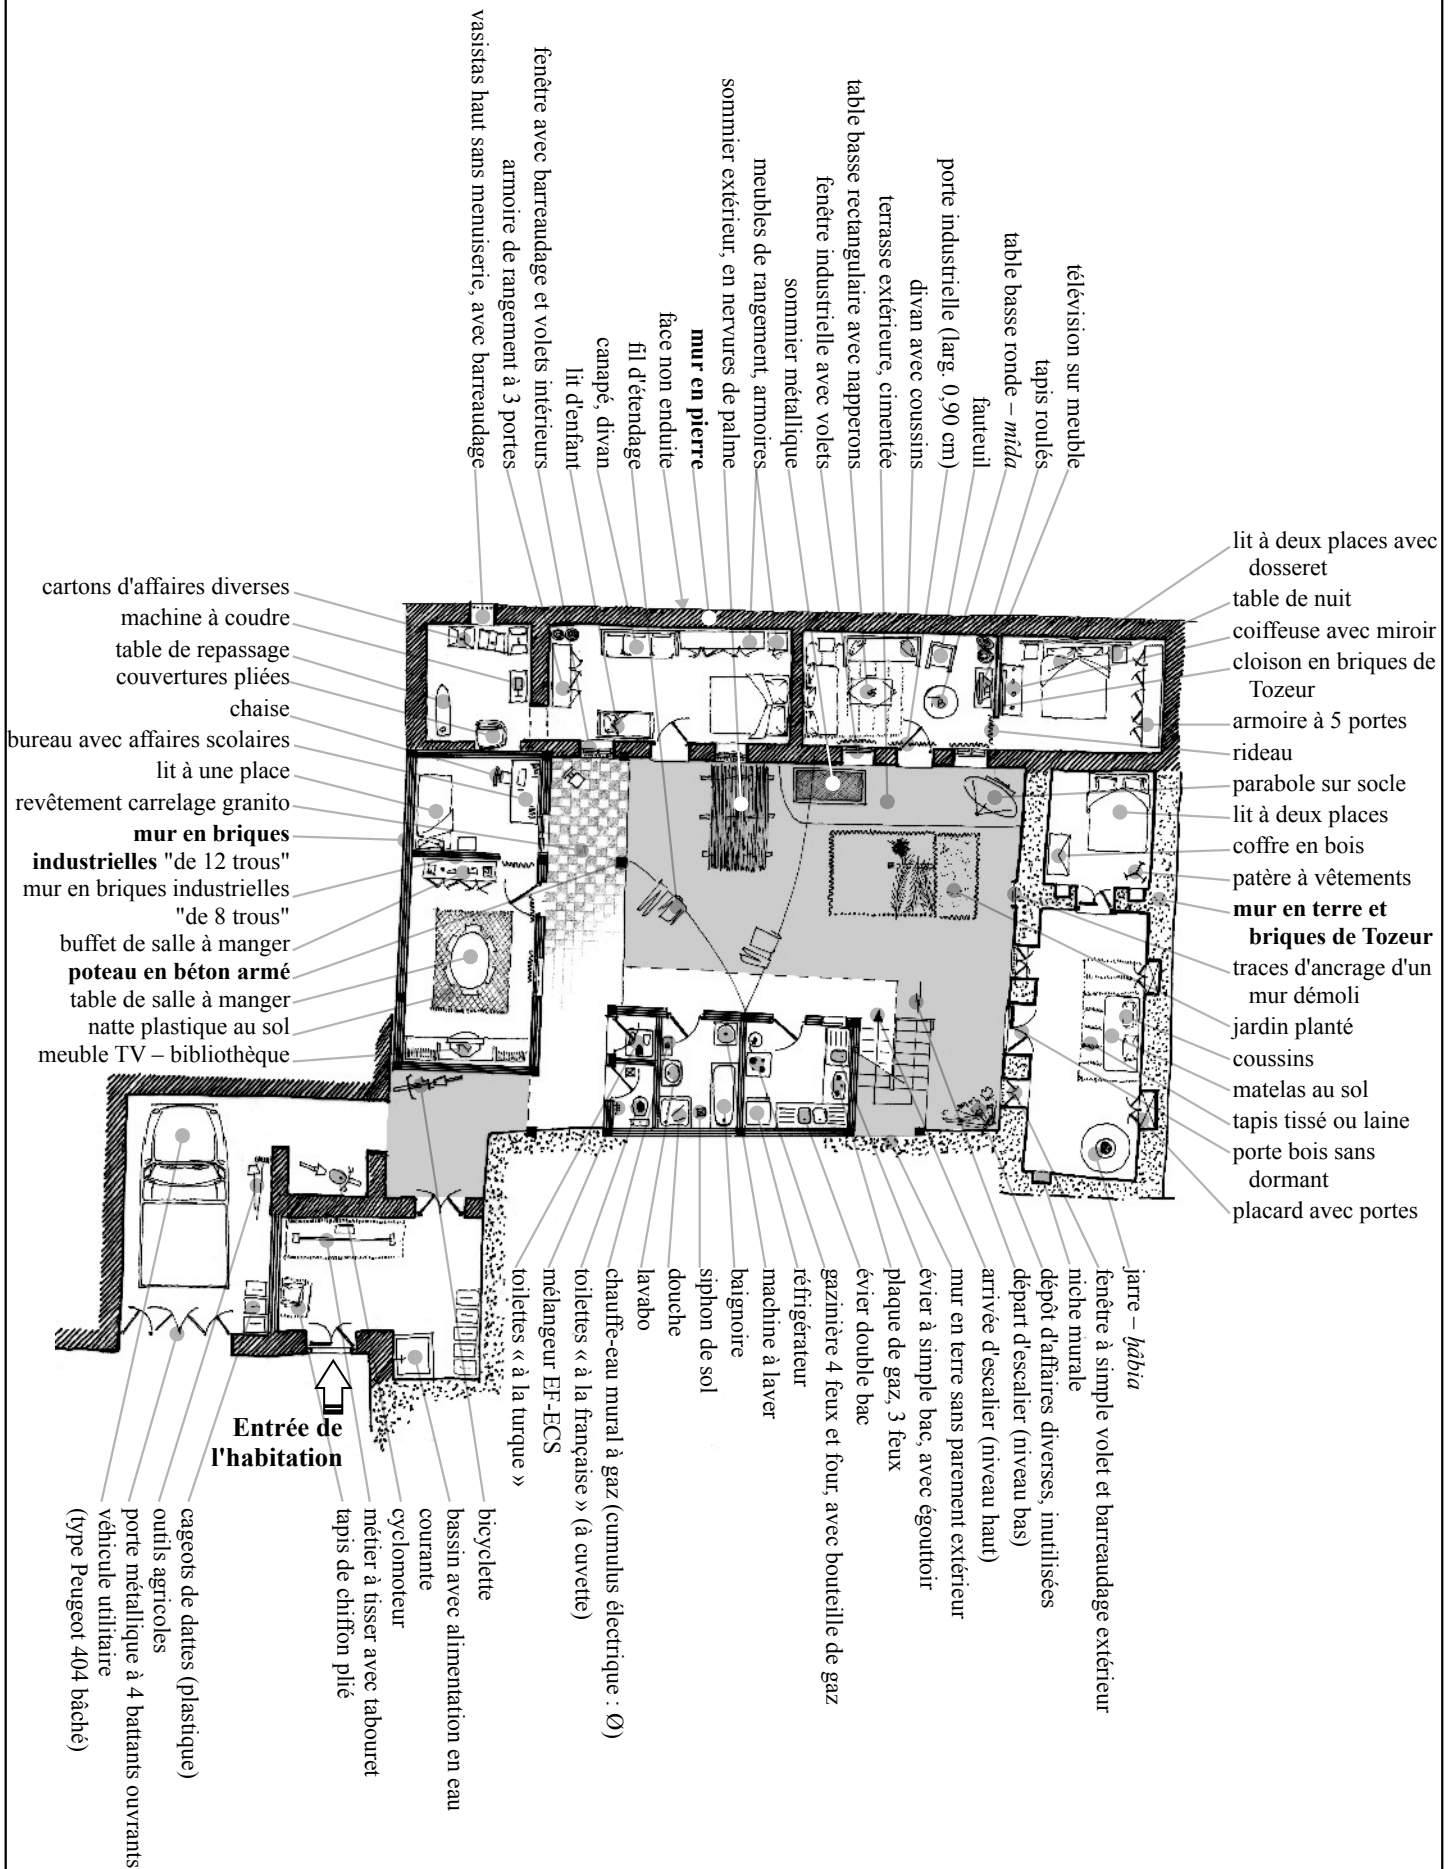 vasistas haut sans menuiserie, avec barreaudage
armoire de rangement à 3 portes
fenêtre avec barreaudage et volets intérieurs
lit d'enfant
canapé, divan
fil d'étendage
face non enduite
mur en pierre
sommier extérieur, en nervures de palme
meubles de rangement, armoires
sommier métallique
fenêtre industrielle avec volets
table basse rectangulaire avec napperons
terrasse extérieure, cimentée
divan avec coussins
porte industrielle (larg. 0,90 cm)
fauteuil
table basse ronde – mîda
tapis roulés
télévision sur meuble
lit à deux places avec
dosseret
table de nuit
coiffeuse avec miroir
cloison en briques de
Tozeur
armoire à 5 portes
rideau
parabole sur socle
lit à deux places
coffre en bois
patère à vêtements
mur en terre et
briques de Tozeur
traces d'ancrage d'un
mur démoli
jardin planté
coussins
matelas au sol
tapis tissé ou laine
porte bois sans
dormant
placard avec portes
cartons d'affaires diverses
machine à coudre
table de repassage
couvertures pliées
chaise
bureau avec affaires scolaires
lit à une place
revêtement carrelage granito
mur en briques
industrielles "de 12 trous"
mur en briques industrielles
"de 8 trous"
buffet de salle à manger
poteau en béton armé
table de salle à manger
natte plastique au sol
meuble TV – bibliothèque
Entrée de
l'habitation
jarre – ḫâbia
fenêtre à simple volet et barreaudage extérieur
niche murale
dépôt d'affaires diverses, inutilisées
départ d'escalier (niveau bas)
arrivée d'escalier (niveau haut)
mur en terre sans parement extérieur
évier à simple bac, avec égouttoir
plaque de gaz, 3 feux
évier double bac
gazinière 4 feux et four, avec bouteille de gaz
réfrigérateur
machine à laver
baignoire
siphon de sol
douche
lavabo
chauffe-eau mural à gaz (cumulus électrique : Ø)
toilettes « à la française » (à cuvette)
mélangeur EF-ECS
toilettes « à la turque »
bicyclette
bassin avec alimentation en eau
courante
cyclomoteur
métier à tisser avec tabouret
tapis de chiffon plié
cageots de dattes (plastique)
outils agricoles
porte métallique à 4 battants ouvrants
véhicule utilitaire
(type Peugeot 404 bâché)